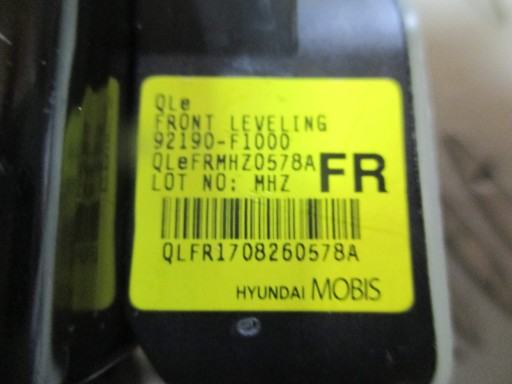 QLe
FRONT LEVELING
92190-F1000
QLeFRMHZ0578A
LOT NO: MHZ FR
QLFR1708260578A
HYUNDAI MOBIS